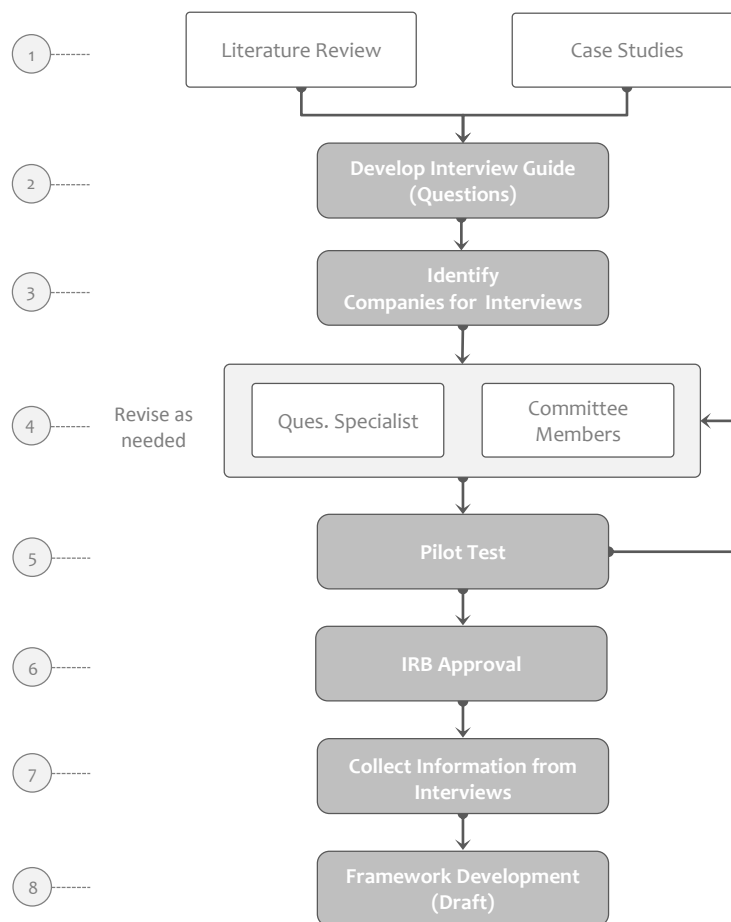 1
Literature Review
Case Studies
2
Develop Interview Guide
(Questions)
3
Identify
Companies for Interviews
4
Revise as
needed
Ques. Specialist
Committee
Members
5
Pilot Test
6
IRB Approval
7
Collect Information from
Interviews
8
Framework Development
(Draft)